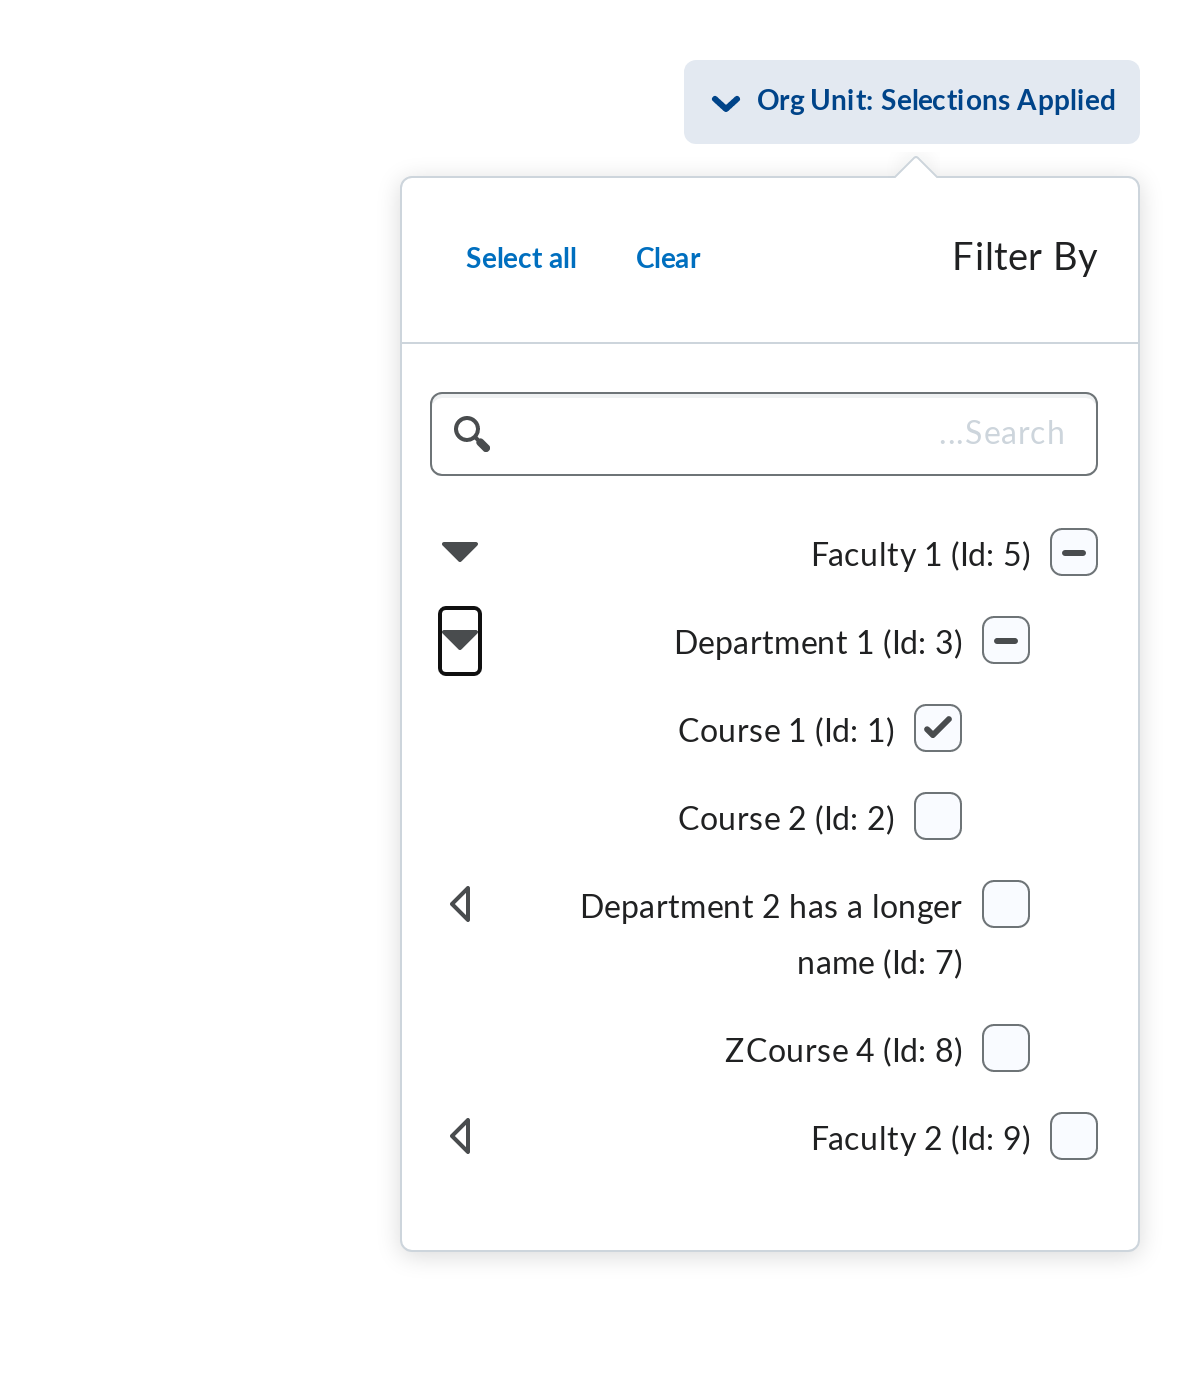 Org Unit: Selections Applied
Filter By
Clear
Select all
...Search
Faculty 1 (Id: 5)
Department 1 (Id: 3)
Course 1 (Id: 1)
Course 2 (Id: 2)
Department 2 has a longer
name (Id: 7)
ZCourse 4 (Id: 8)
Faculty 2 (Id: 9)